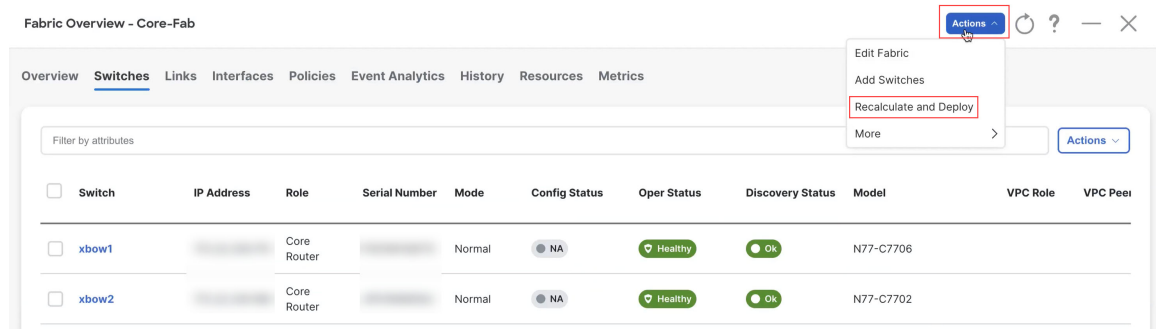 Fabric Overview - Core-Fab
Actions
?
Edit Fabric
Add Switches
Recalculate and Deploy
More
Overview Switches Links Interfaces Policies Event Analytics History Resources Metrics
Filter by attributes
Actions
Switch IP Address Role Serial Number Mode Config Status Oper Status Discovery Status Model VPC Role VPC Peer
xbow1 Core Router Normal NA Healthy Ok N77-C7706
xbow2 Core Router Normal NA Healthy Ok N77-C7702